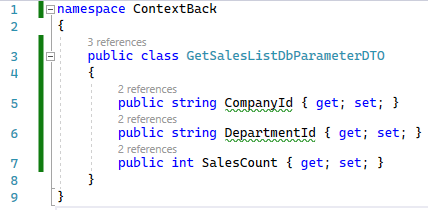 1 namespace ContextBack
2 {
3 references
3 public class GetSalesListDbParameterDTO
4 {
2 references
5 public string CompanyId { get; set; }
2 references
6 public string DepartmentId { get; set; }
2 references
7 public int SalesCount { get; set; }
8 }
9 }